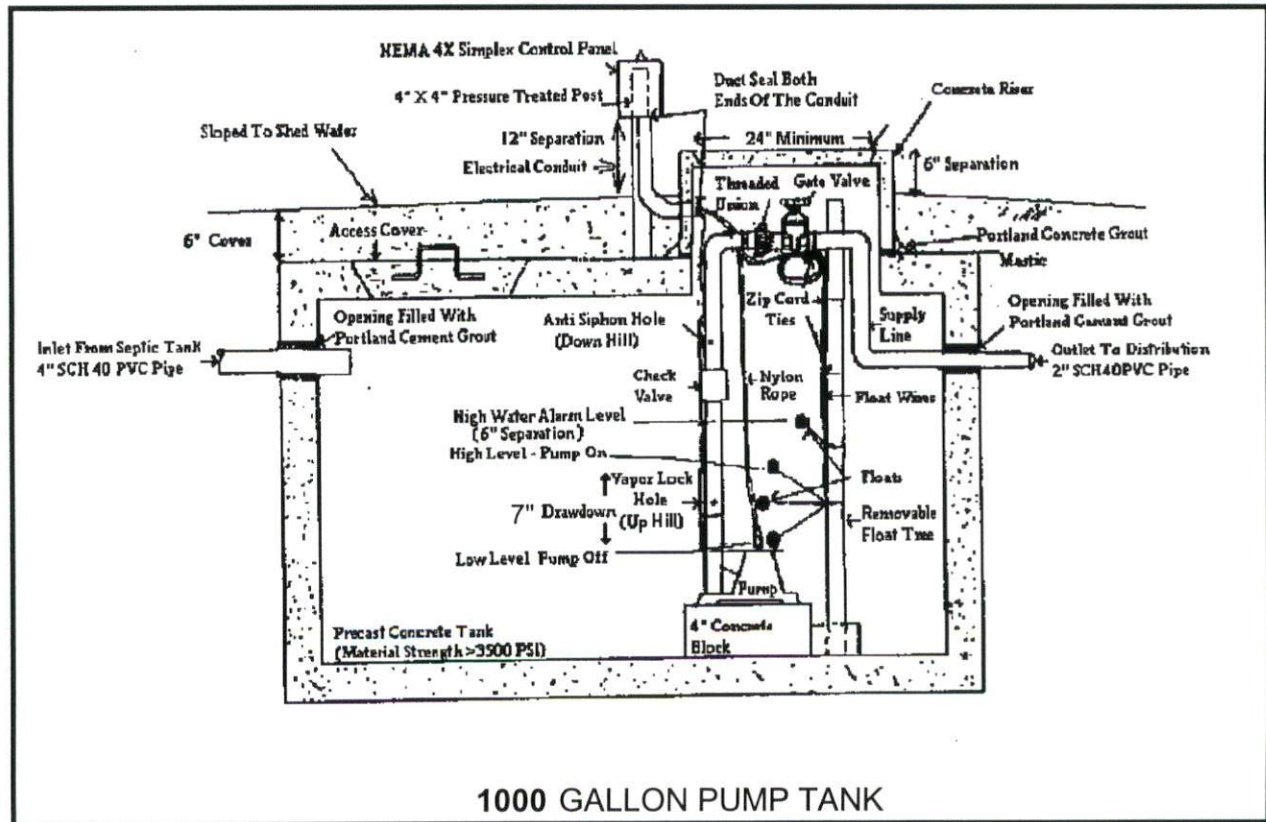 NEMA 4X Simplex Control Panel
4" X 4" Pressure Treated Post
Duct Seal Both
Ends Of The Conduit
Concrete Riser
Sloped To Shed Water
12" Separation
24" Minimum
6" Separation
Electrical Conduit
Threaded
Union
Gate Valve
6" Cover
Access Cover
Portland Concrete Grout
Mastic
Opening Filled With
Portland Cement Grout
Anti Siphon Hole
(Down Hill)
Zip Cord
Ties
Supply
Line
Opening Filled With
Portland Cement Grout
Inlet From Septic Tank
4" SCH 40 PVC Pipe
Outlet To Distribution
2" SCH40PVC Pipe
Check
Valve
Nylon
Rope
Float Wires
High Water Alarm Level
(6" Separation)
High Level - Pump On
Floats
Vapor Lock
Hole
(Up Hill)
7" Drawdown
Removable
Float Tree
Low Level Pump Off
Pump
4" Concrete
Block
Precast Concrete Tank
(Material Strength >3500 PSI)
1000 GALLON PUMP TANK